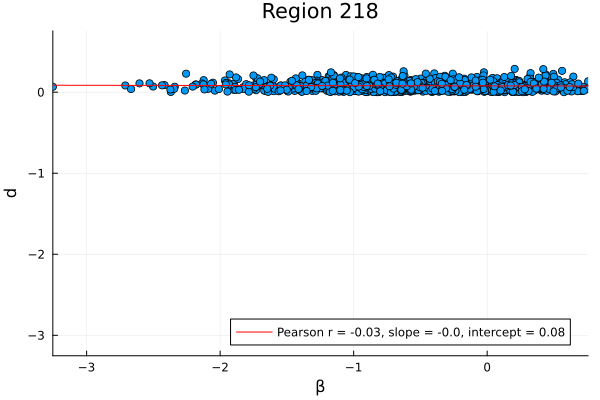 Region 218
0
−1
−2
−3
d
Pearson r = -0.03, slope = -0.0, intercept = 0.08
−3 −2 −1 0
β